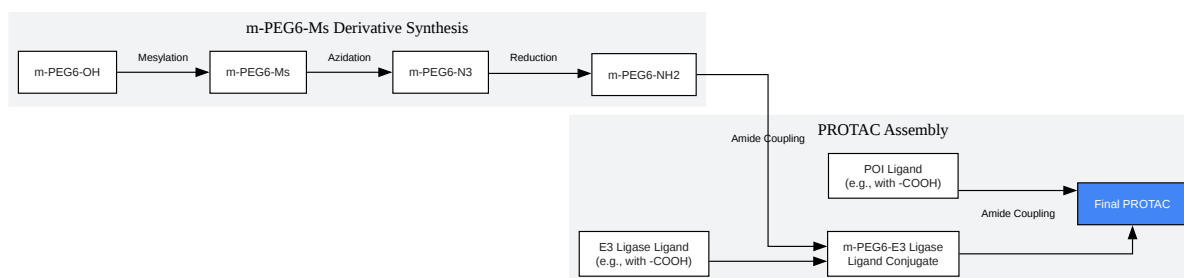 m-PEG6-Ms Derivative Synthesis
Mesylation
Azidation
Reduction
m-PEG6-OH
m-PEG6-Ms
m-PEG6-N3
m-PEG6-NH2
PROTAC Assembly
Amide Coupling
POI Ligand
(e.g., with -COOH)
Final PROTAC
Amide Coupling
E3 Ligase Ligand
(e.g., with -COOH)
m-PEG6-E3 Ligase
Ligand Conjugate